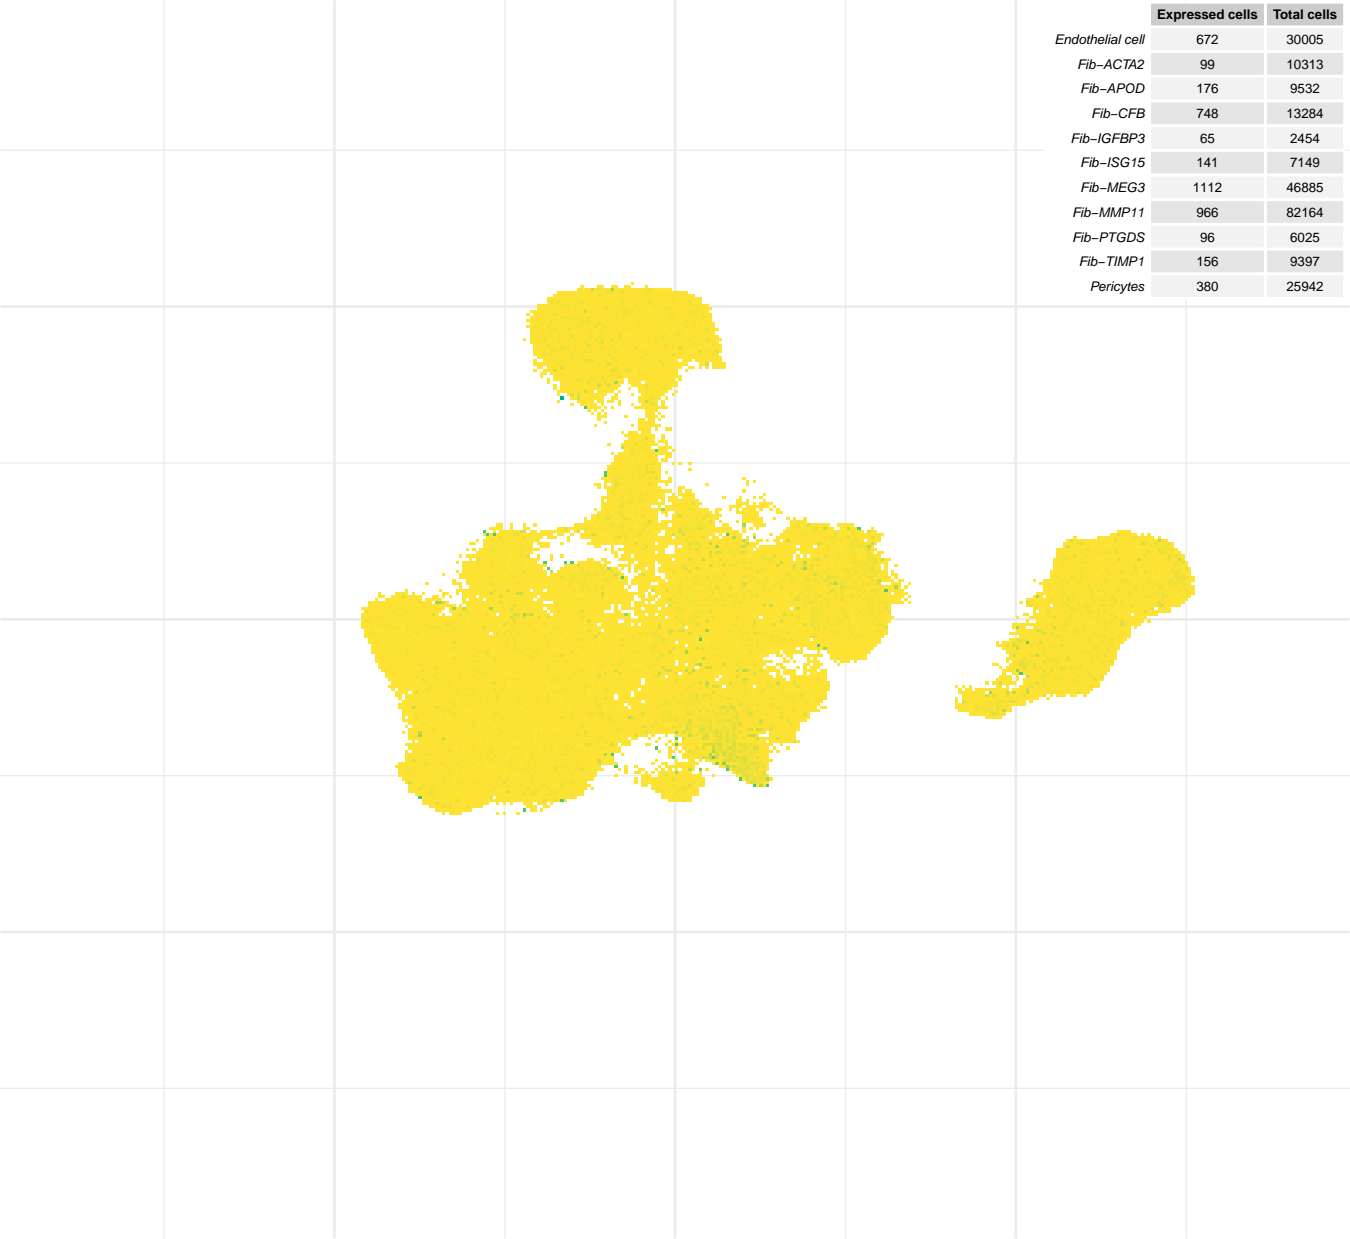 Expressed cells Total cells
Endothelial cell 672 30005
Fib−ACTA2 99 10313
Fib−APOD 176 9532
Fib−CFB 748 13284
Fib−IGFBP3 65 2454
Fib−ISG15 141 7149
Fib−MEG3 1112 46885
Fib−MMP11 966 82164
Fib−PTGDS 96 6025
Fib−TIMP1 156 9397
Pericytes 380 25942